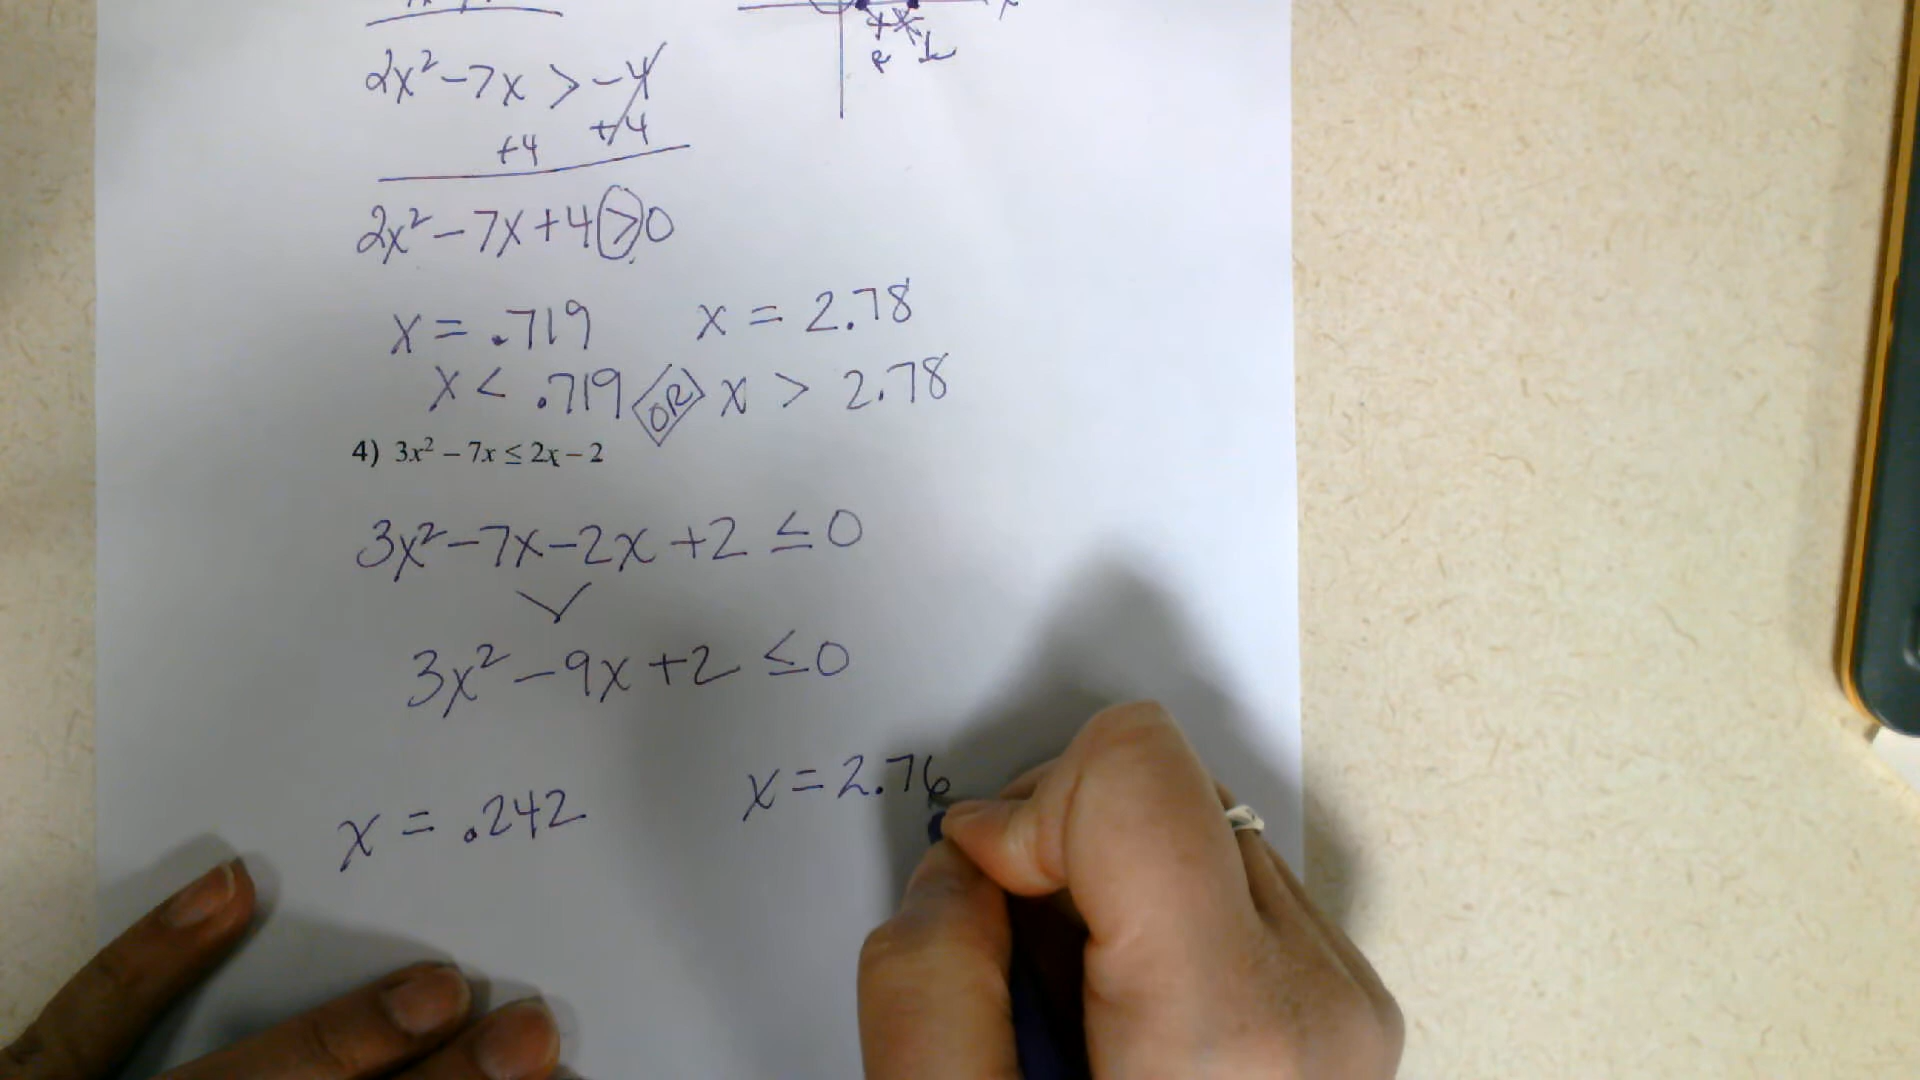 2x² - 7x > -4
+4 +4
2x² - 7x + 4 > 0
x = .719 x = 2.78
x < .719 OR x > 2.78
4) 3x² – 7x ≤ 2x – 2
3x² - 7x - 2x + 2 ≤ 0
3x² - 9x + 2 ≤ 0
x = .242 x = 2.76